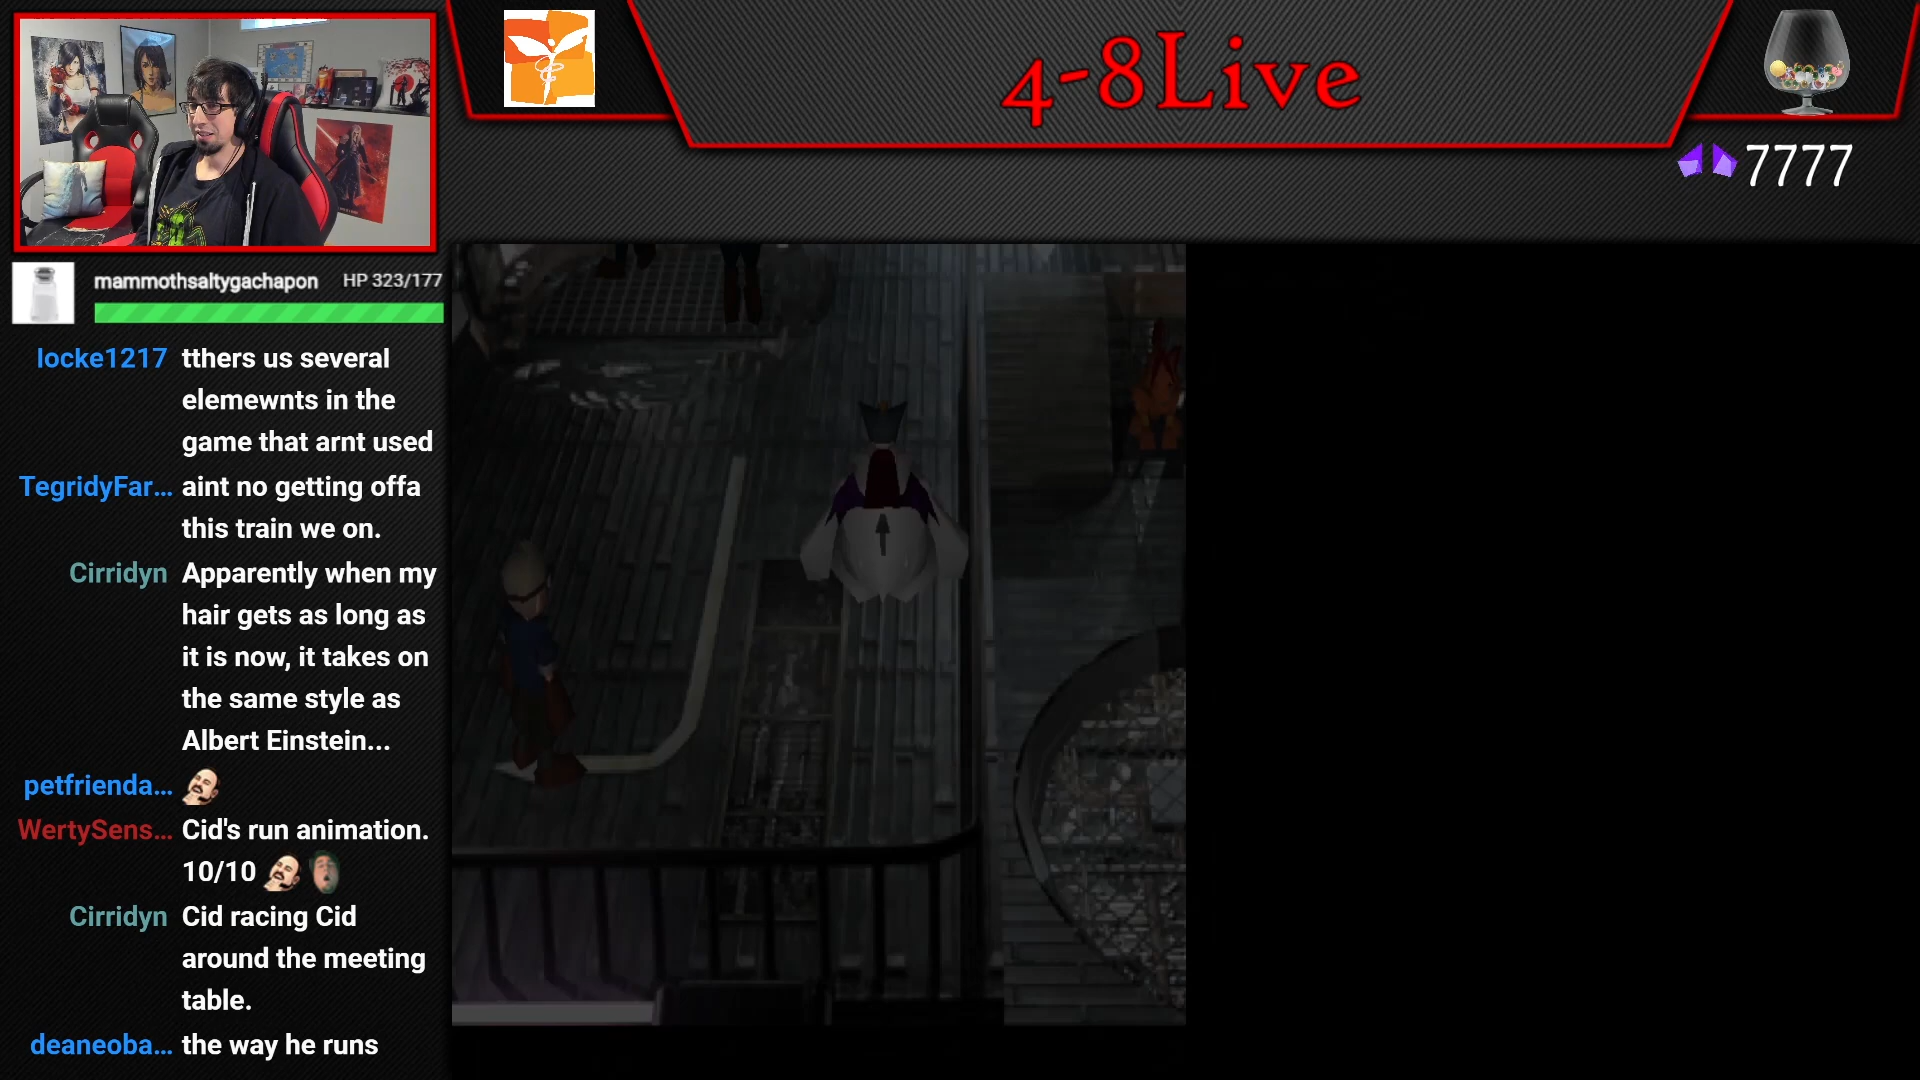 4-8Live
7777
mammothsaltygachapon HP 323/177
locke1217 tthers us several
elemewnts in the
game that arnt used
TegridyFar... aint no getting offa
this train we on.
Cirridyn Apparently when my
hair gets as long as
it is now, it takes on
the same style as
Albert Einstein...
petfrienda...
WertySens... Cid's run animation.
10/10
Cirridyn Cid racing Cid
around the meeting
table.
deaneoba... the way he runs